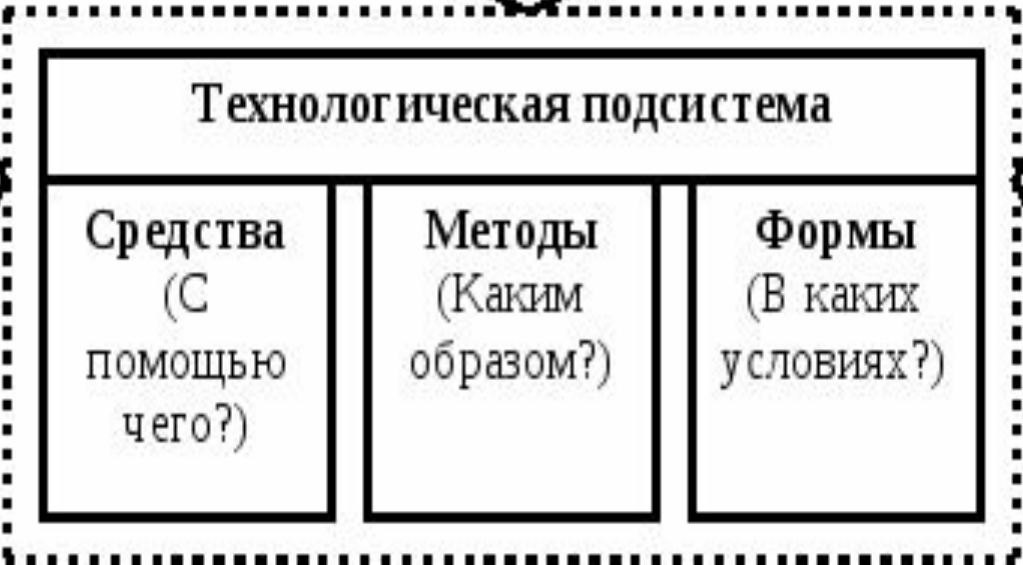 Технологическая подсистема
Средства
(С
помощью
чего?)
Методы
(Каким
образом?)
Формы
(В каких
условиях?)